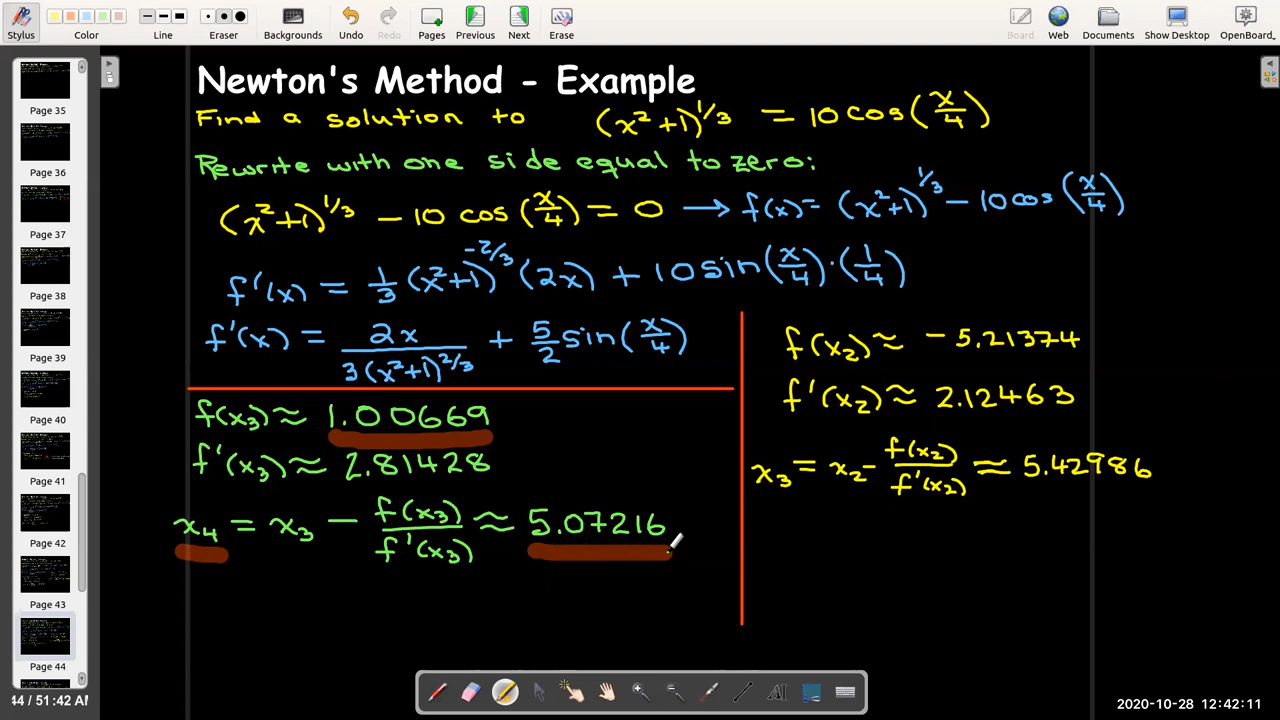 Stylus
Color
Line
Eraser
Backgrounds
Undo
Redo
Pages
Previous
Next
Erase
Board
Web
Documents
Show Desktop
OpenBoard
Page 35
Page 36
Page 37
Page 38
Page 39
Page 40
Page 41
Page 42
Page 43
Page 44
44 / 51
:42 AM
Newton's Method - Example
Find a solution to (x²+1)^{1/3} = 10cos(x/4)
Rewrite with one side equal to zero:
(x²+1)^{1/3} - 10 cos(x/4) = 0 → f(x) = (x²+1)^{1/3} - 10cos(x/4)
f'(x) = 1/3 (x²+1)^{-2/3} (2x) + 10sin(x/4)·(1/4)
f'(x) = 2x/(3(x²+1)^{2/3}) + 5/2 sin(x/4)
f(x₃) ≈ 1.00669
f'(x₃) ≈ 2.81428
x₄ = x₃ - f(x₃)/f'(x₃) ≈ 5.07216
f(x₂) ≈ -5.21374
f'(x₂) ≈ 2.12463
x₃ = x₂ - f(x₂)/f'(x₂) ≈ 5.42986
2020-10-28 12:42:11